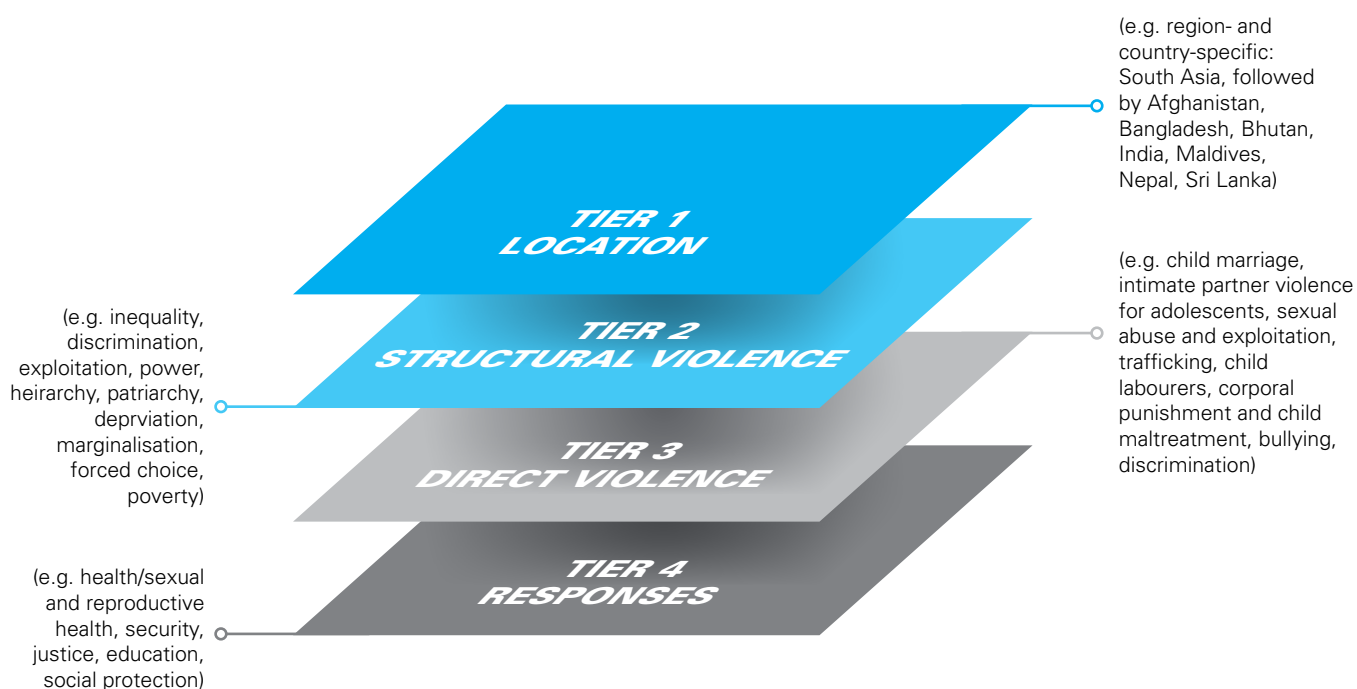 (e.g. region- and
country-specific:
South Asia, followed
by Afghanistan,
Bangladesh, Bhutan,
India, Maldives,
Nepal, Sri Lanka)
TIER 1
LOCATION
TIER 2
STRUCTURAL VIOLENCE
(e.g. inequality,
discrimination,
exploitation, power,
heirarchy, patriarchy,
deprviation,
marginalisation,
forced choice,
poverty)
(e.g. child marriage,
intimate partner violence
for adolescents, sexual
abuse and exploitation,
trafficking, child
labourers, corporal
punishment and child
maltreatment, bullying,
discrimination)
TIER 3
DIRECT VIOLENCE
TIER 4
RESPONSES
(e.g. health/sexual
and reproductive
health, security,
justice, education,
social protection)